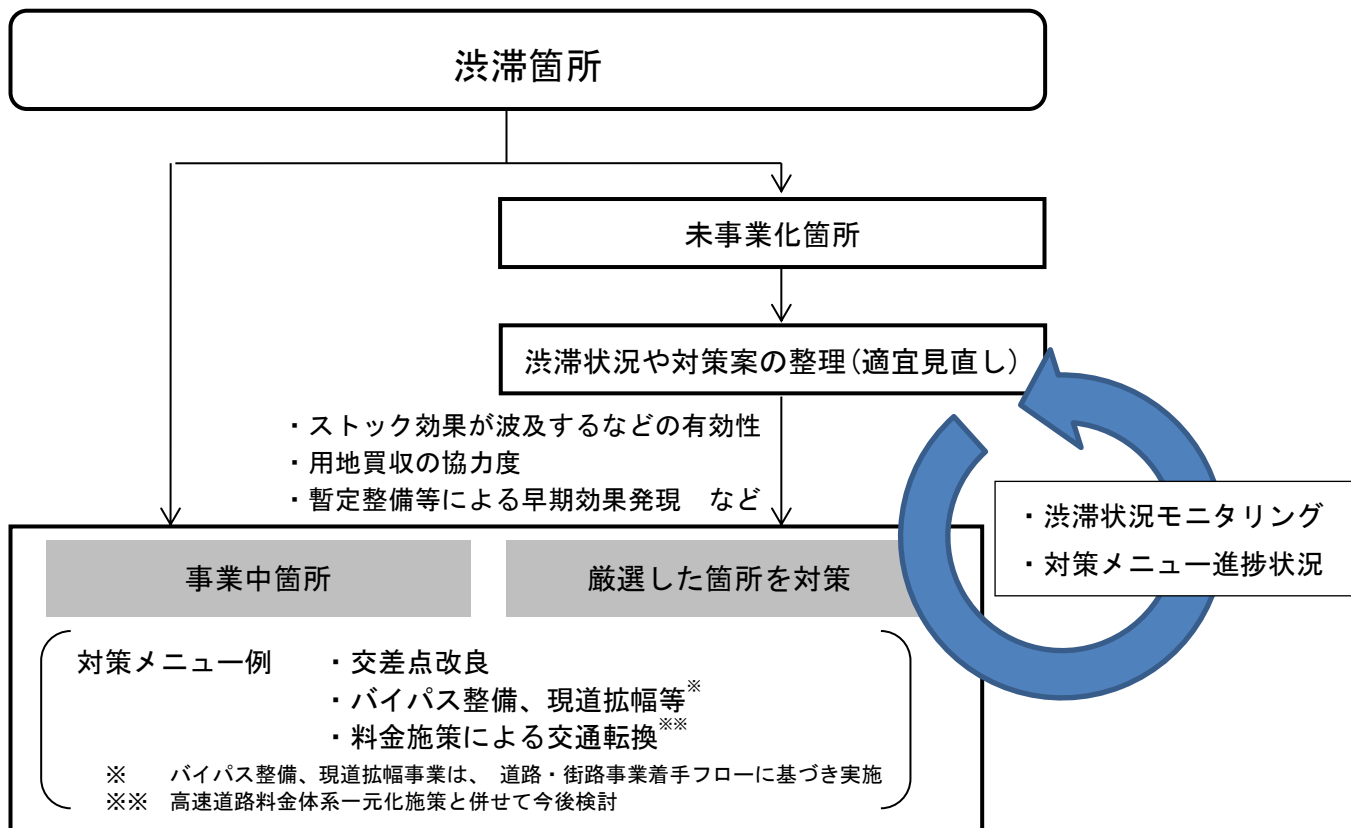 渋滞箇所
未事業化箇所
渋滞状況や対策案の整理(適宜見直し)
・ストック効果が波及するなどの有効性
・用地買収の協力度
・暫定整備等による早期効果発現 など
・渋滞状況モニタリング
・対策メニュー進捗状況
事業中箇所
厳選した箇所を対策
対策メニュー例 ・交差点改良
・バイパス整備、現道拡幅等※
・料金施策による交通転換※※
※ バイパス整備、現道拡幅事業は、 道路・街路事業着手フローに基づき実施
※※ 高速道路料金体系一元化施策と併せて今後検討